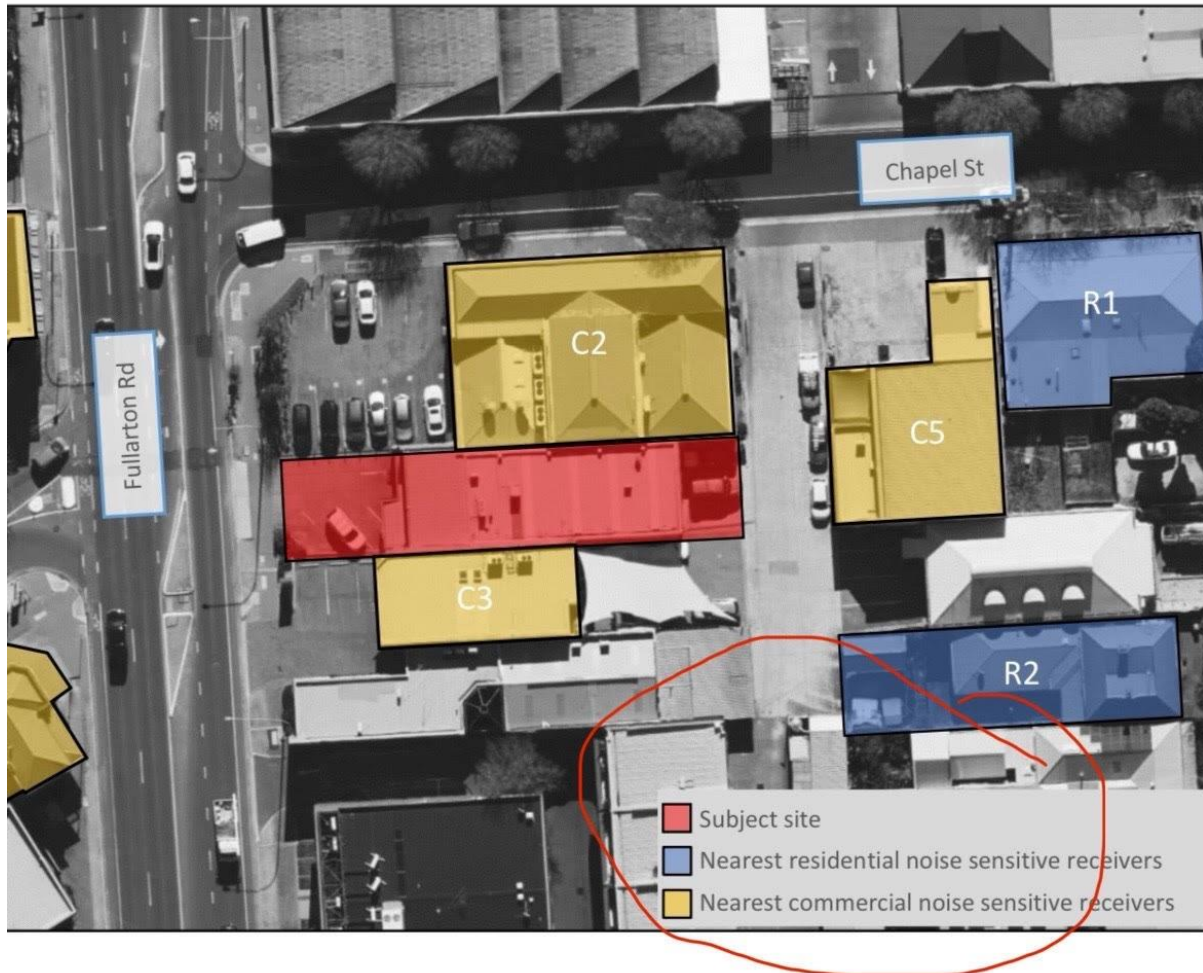 Chapel St
R1
C2
C5
Fullarton Rd
C3
R2
Subject site
Nearest residential noise sensitive receivers
Nearest commercial noise sensitive receivers